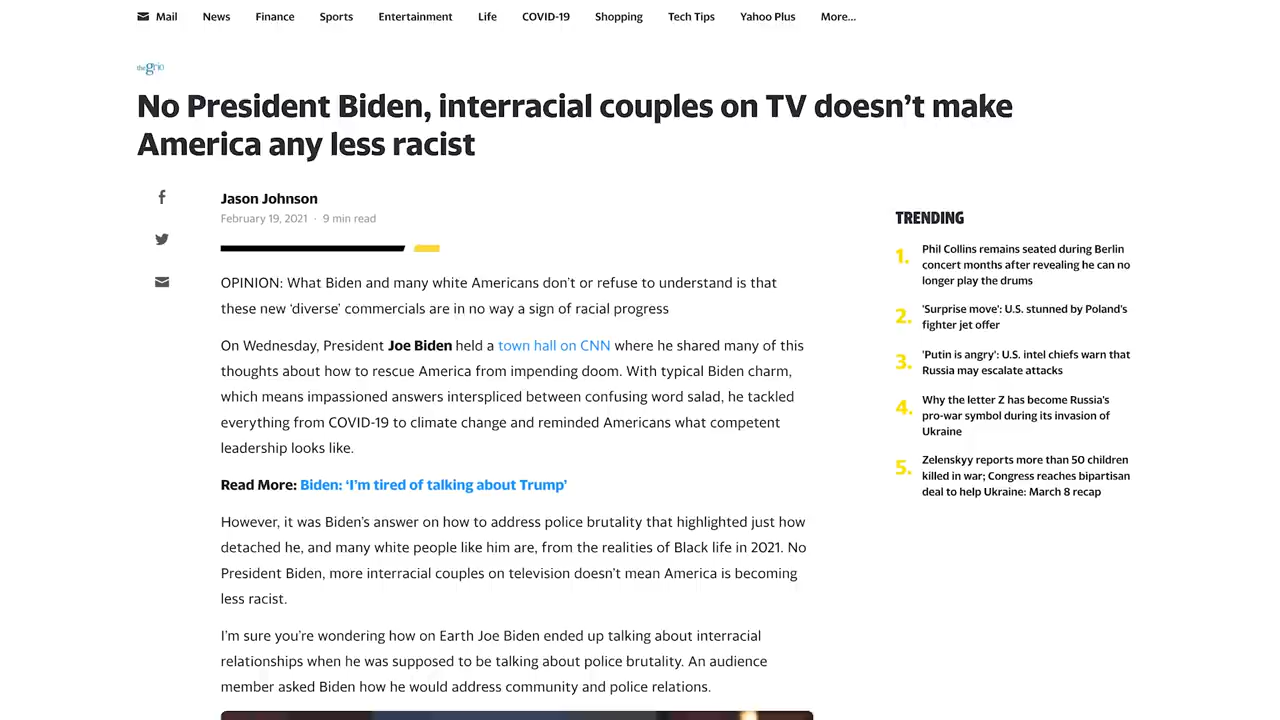 Mail News Finance Sports Entertainment Life COVID-19 Shopping Tech Tips Yahoo Plus More...
thegrio
No President Biden, interracial couples on TV doesn’t make
America any less racist
Jason Johnson
February 19, 2021 · 9 min read
OPINION: What Biden and many white Americans don’t or refuse to understand is that
these new ‘diverse’ commercials are in no way a sign of racial progress
On Wednesday, President Joe Biden held a town hall on CNN where he shared many of this
thoughts about how to rescue America from impending doom. With typical Biden charm,
which means impassioned answers interspliced between confusing word salad, he tackled
everything from COVID-19 to climate change and reminded Americans what competent
leadership looks like.
Read More: Biden: ‘I’m tired of talking about Trump’
However, it was Biden’s answer on how to address police brutality that highlighted just how
detached he, and many white people like him are, from the realities of Black life in 2021. No
President Biden, more interracial couples on television doesn’t mean America is becoming
less racist.
I’m sure you’re wondering how on Earth Joe Biden ended up talking about interracial
relationships when he was supposed to be talking about police brutality. An audience
member asked Biden how he would address community and police relations.
TRENDING
1. Phil Collins remains seated during Berlin
concert months after revealing he can no
longer play the drums
2. 'Surprise move': U.S. stunned by Poland's
fighter jet offer
3. 'Putin is angry': U.S. intel chiefs warn that
Russia may escalate attacks
4. Why the letter Z has become Russia's
pro-war symbol during its invasion of
Ukraine
5. Zelenskyy reports more than 50 children
killed in war; Congress reaches bipartisan
deal to help Ukraine: March 8 recap